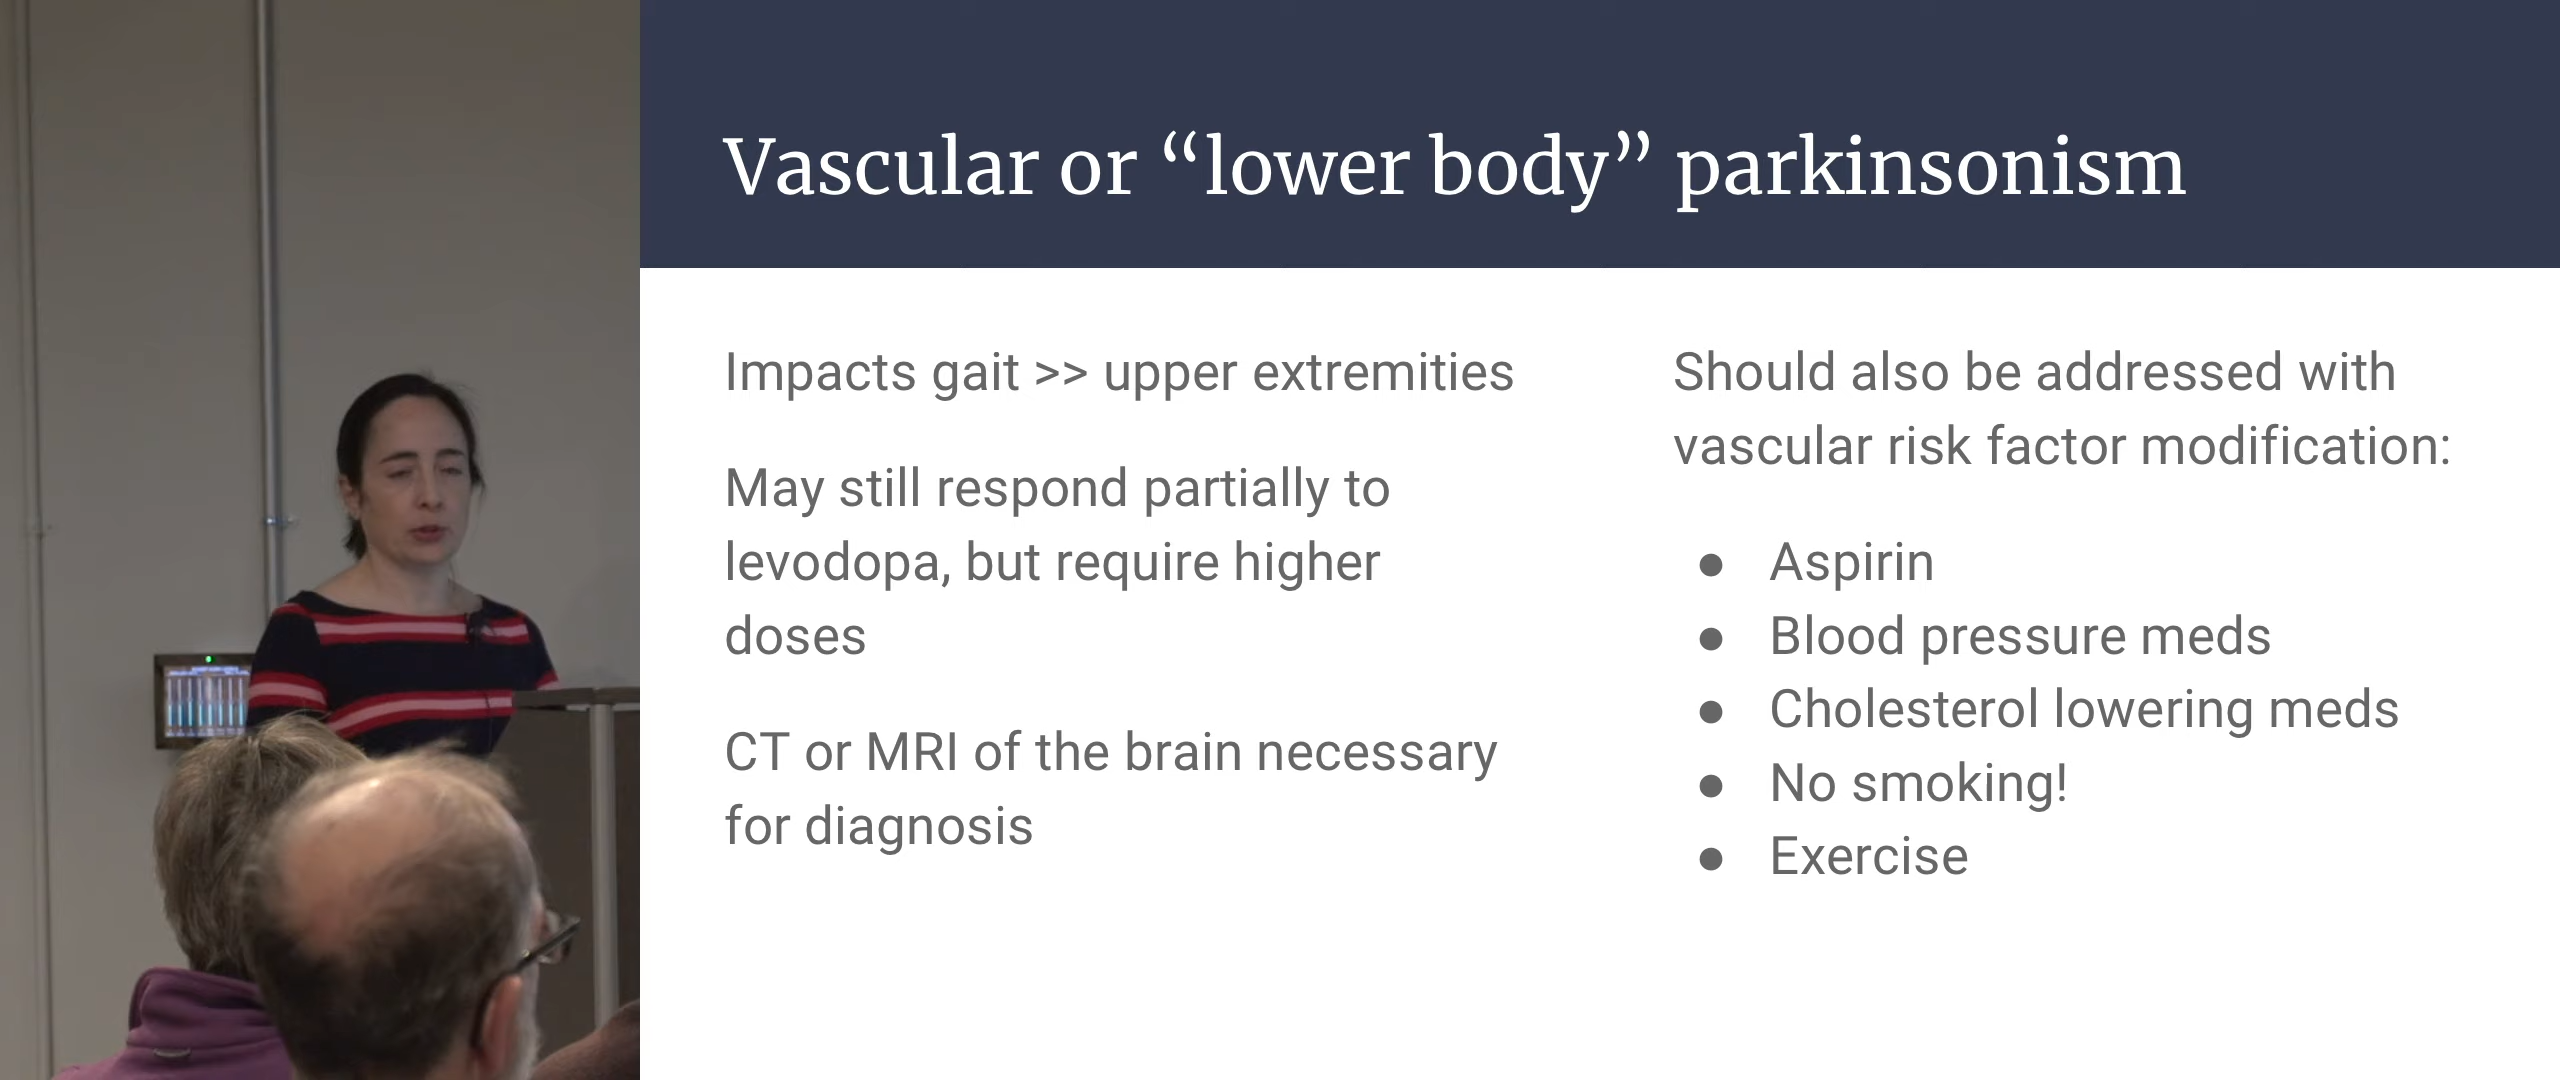 Vascular or “lower body” parkinsonism
Impacts gait >> upper extremities
May still respond partially to
levodopa, but require higher
doses
CT or MRI of the brain necessary
for diagnosis
Should also be addressed with
vascular risk factor modification:
● Aspirin
● Blood pressure meds
● Cholesterol lowering meds
● No smoking!
● Exercise